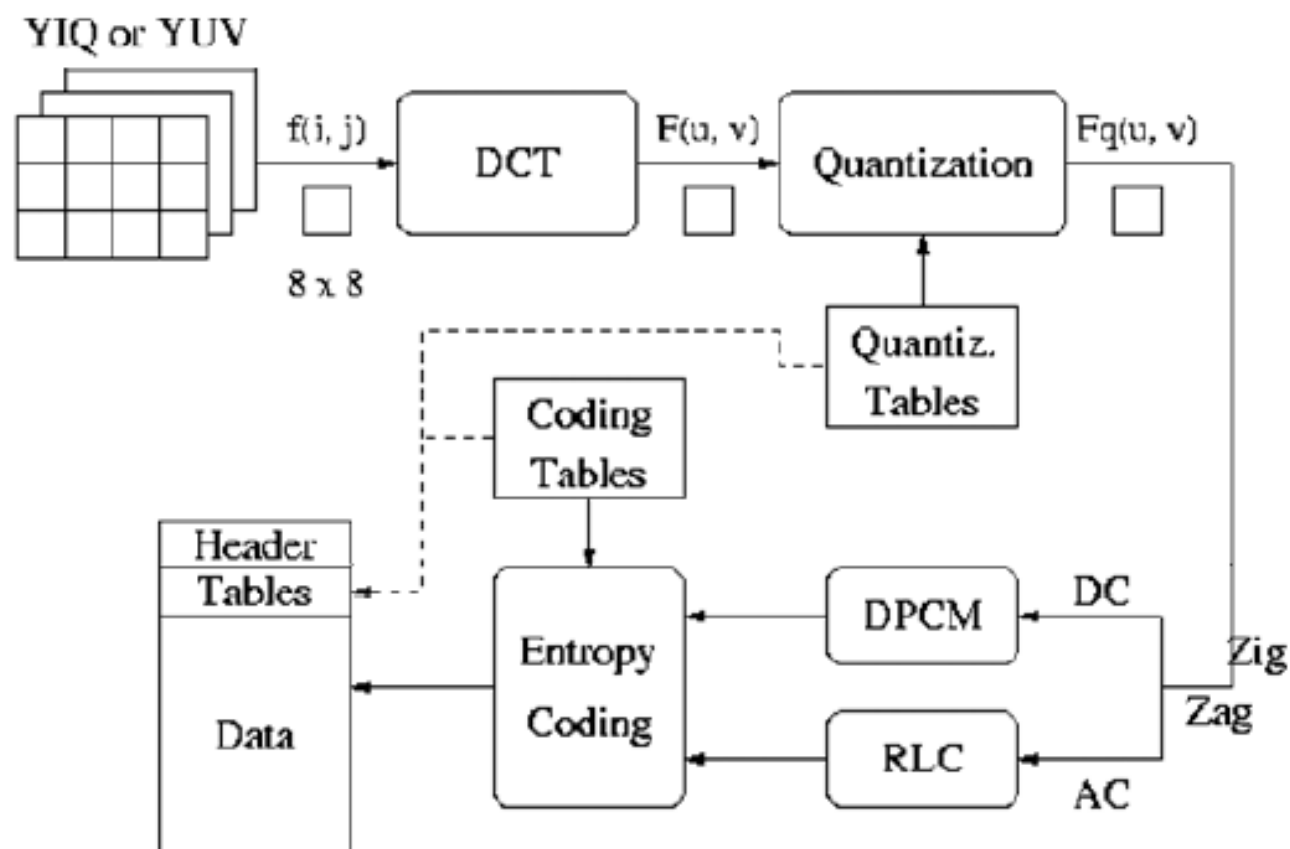 YIQ or YUV
f(i, j)
8 x 8
DCT
F(u, v)
Quantization
Fq(u, v)
Quantiz.
Tables
Coding
Tables
Header
Tables
Data
Entropy
Coding
DPCM
RLC
DC
AC
Zig
Zag